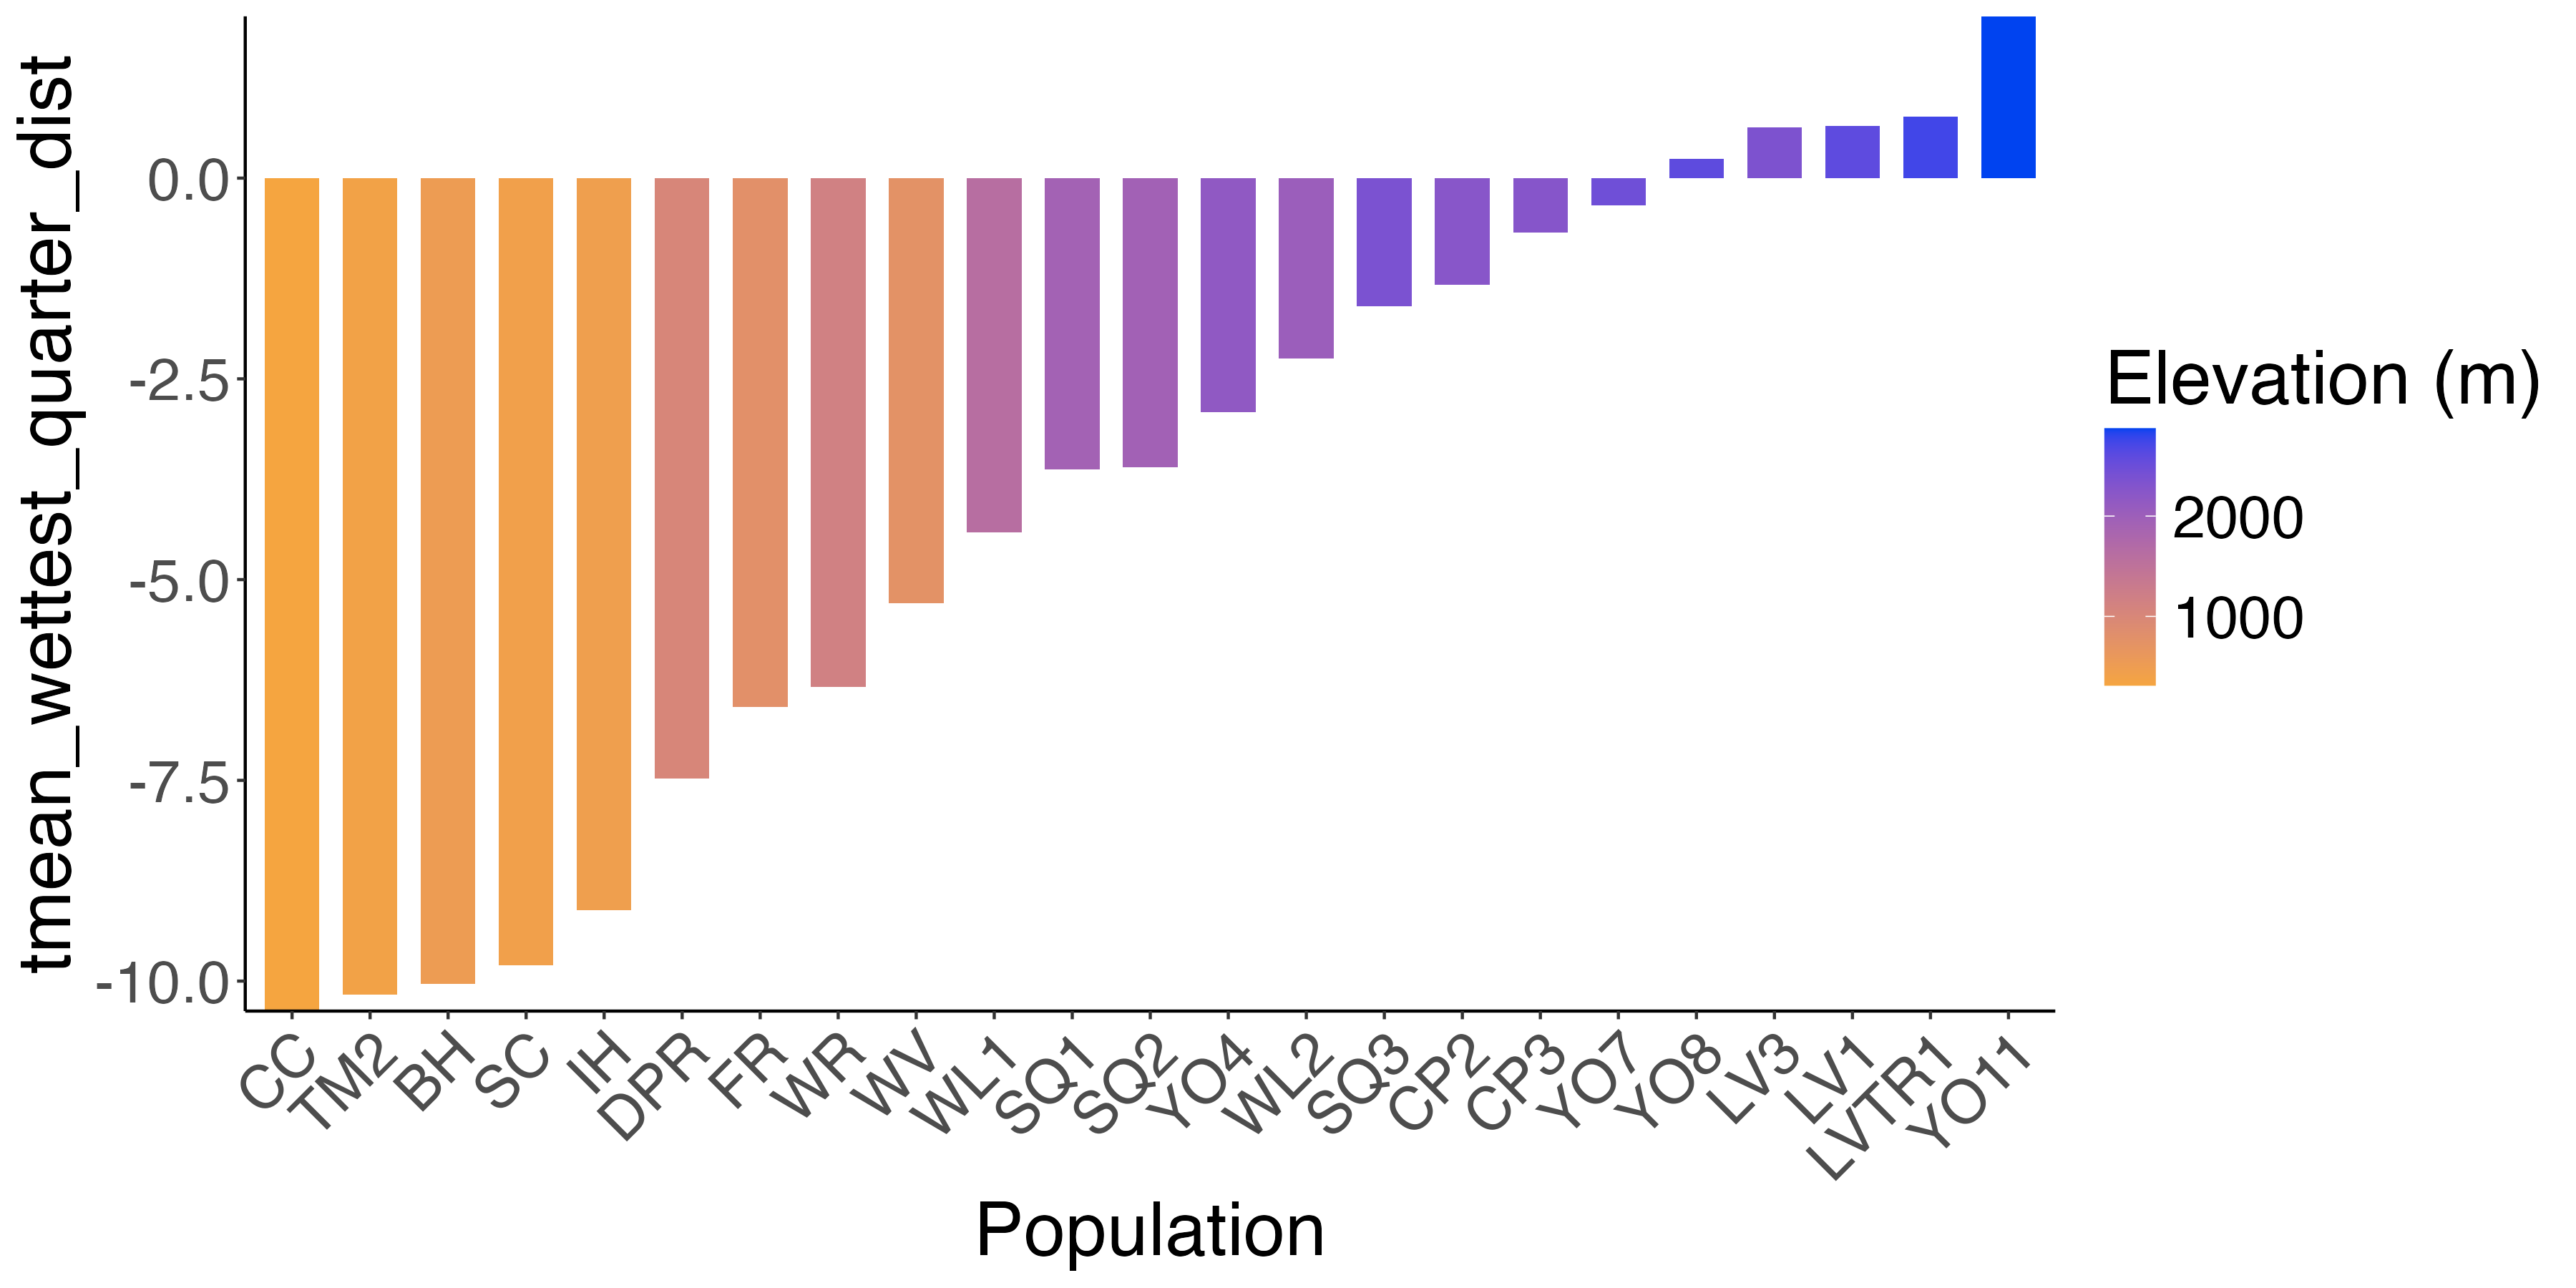 tmean_wettest_quarter_dist
0.0
-2.5
-5.0
-7.5
-10.0
CC
TM2
BH
SC
IH
DPR
FR
WR
WV
WL1
SQ1
SQ2
YO4
WL2
SQ3
CP2
CP3
YO7
YO8
LV3
LV1
LVTR1
YO11
Population
Elevation (m)
2000
1000